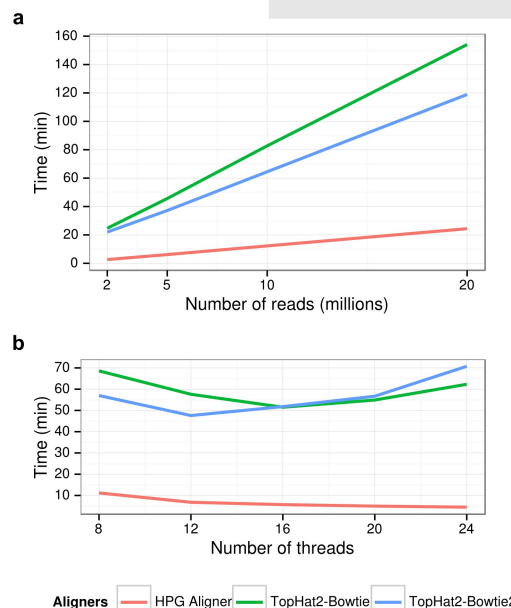 a
160
140
120
100
80
60
40
20
0
Time (min)
2 5 10 20
Number of reads (millions)
b
70
60
50
40
30
20
10
Time (min)
8 12 16 20 24
Number of threads
Aligners HPG Aligner TopHat2-Bowtie TopHat2-Bowtie2